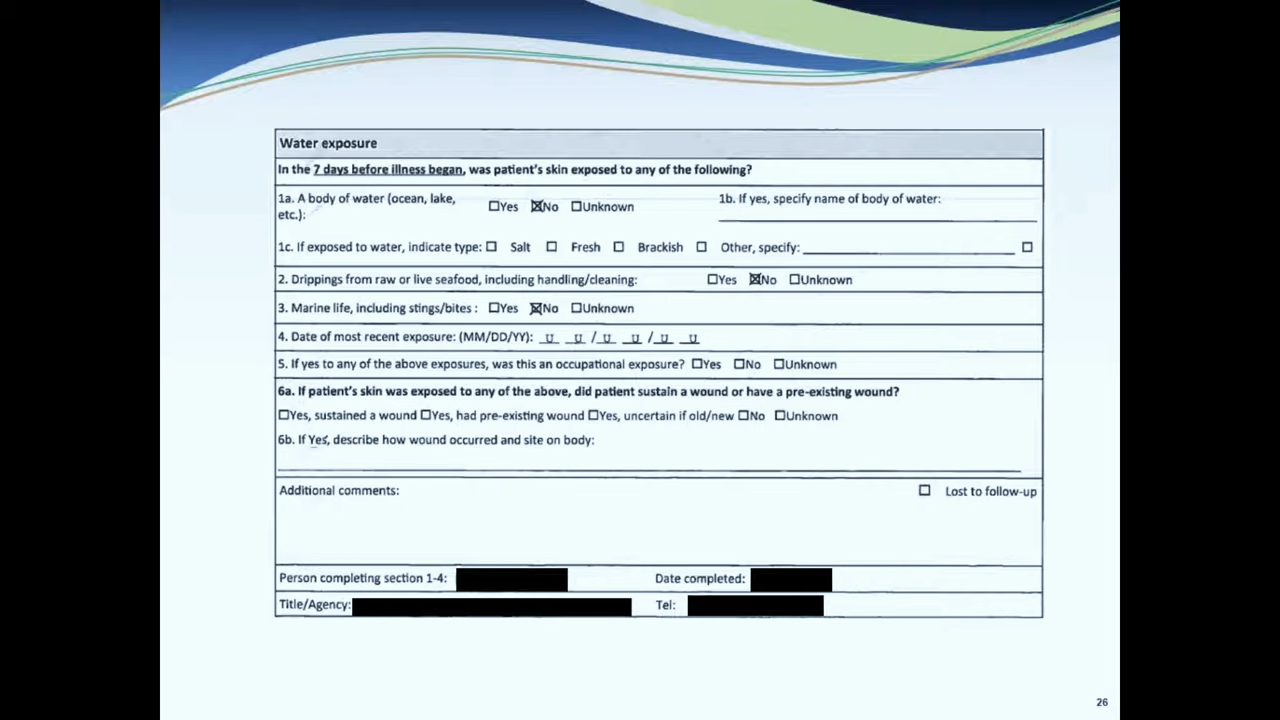 Water exposure
In the 7 days before illness began, was patient's skin exposed to any of the following?
1a. A body of water (ocean, lake, etc.): ☐Yes ☒No ☐Unknown 1b. If yes, specify name of body of water: ____
1c. If exposed to water, indicate type: ☐ Salt ☐ Fresh ☐ Brackish ☐ Other, specify: ____ ☐
2. Drippings from raw or live seafood, including handling/cleaning: ☐Yes ☒No ☐Unknown
3. Marine life, including stings/bites : ☐Yes ☒No ☐Unknown
4. Date of most recent exposure: (MM/DD/YY): U U / U U / U U
5. If yes to any of the above exposures, was this an occupational exposure? ☐Yes ☐No ☐Unknown
6a. If patient's skin was exposed to any of the above, did patient sustain a wound or have a pre-existing wound?
☐Yes, sustained a wound ☐Yes, had pre-existing wound ☐Yes, uncertain if old/new ☐No ☐Unknown
6b. If Yes, describe how wound occurred and site on body:
Additional comments: ☐ Lost to follow-up
Person completing section 1-4: Date completed:
Title/Agency: Tel:
26